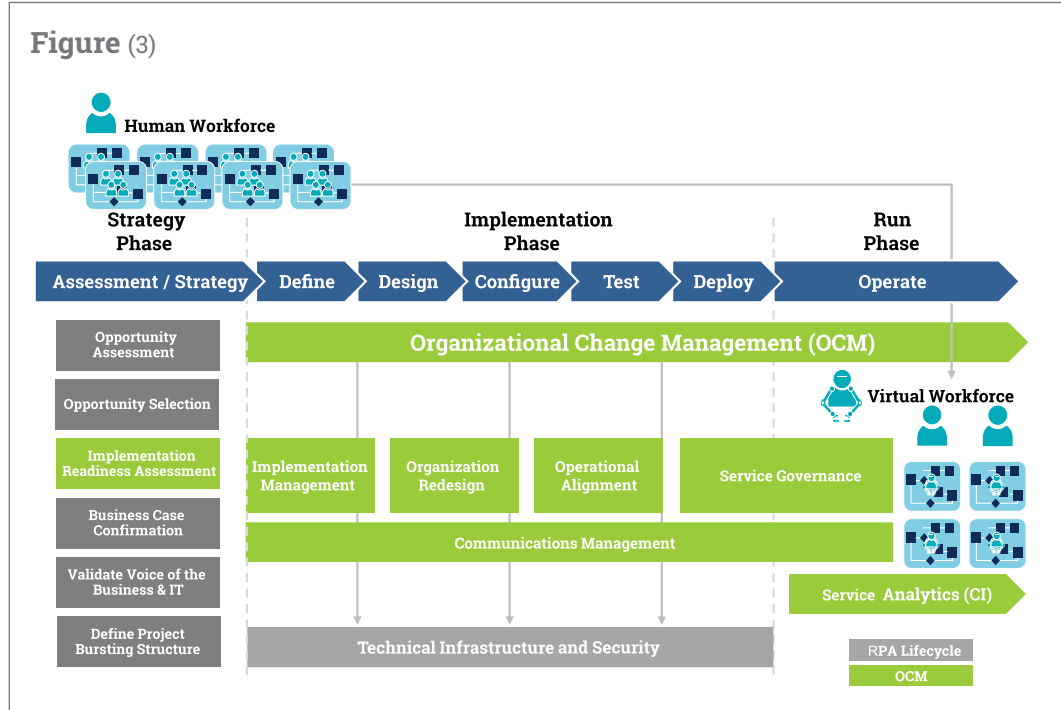 Figure (3)
Human Workforce
Strategy
Phase
Implementation
Phase
Run
Phase
Assessment / Strategy
Define
Design
Configure
Test
Deploy
Operate
Opportunity
Assessment
Organizational Change Management (OCM)
Opportunity Selection
Virtual Workforce
Implementation
Readiness Assessment
Implementation
Management
Organization
Redesign
Operational
Alignment
Service Governance
Business Case
Confirmation
Communications Management
Validate Voice of the
Business & IT
Service Analytics (CI)
Define Project
Bursting Structure
Technical Infrastructure and Security
RPA Lifecycle
OCM